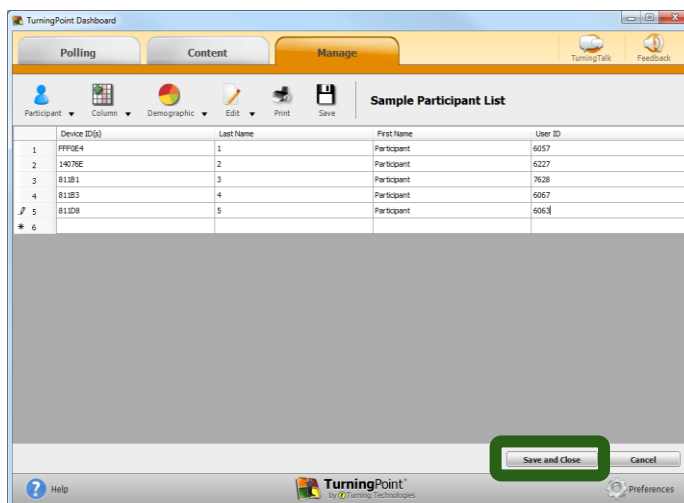 TurningPoint Dashboard
Polling Content Manage
TurningTalk Feedback
Participant Column Demographic Edit Print Save
Sample Participant List
Device ID(s) Last Name First Name User ID
1 FFF0E4 1 Participant 6057
2 14076E 2 Participant 6227
3 811B1 3 Participant 7628
4 811B3 4 Participant 6067
5 811D8 5 Participant 6063
* 6
Save and Close Cancel
? Help
TurningPoint
by Turning Technologies
Preferences